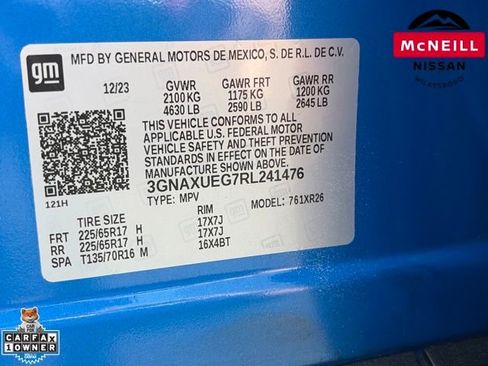 gm
MFD BY GENERAL MOTORS DE MEXICO, S. DE R.L. DE C.V.
12/23 GVWR GAWR FRT GAWR RR
2100 KG 1175 KG 1200 KG
4630 LB 2590 LB 2645 LB
THIS VEHICLE CONFORMS TO ALL
APPLICABLE U.S. FEDERAL MOTOR
VEHICLE SAFETY AND THEFT PREVENTION
STANDARDS IN EFFECT ON THE DATE OF
MANUFACTURE SHOWN ABOVE.
3GNAXUEG7RL241476
TYPE: MPV MODEL: 761XR26
121H
TIRE SIZE RIM
FRT 225/65R17 H 17X7J
RR 225/65R17 H 17X7J
SPA T135/70R16 M 16X4BT
McNEILL
NISSAN
WILKESBORO
CARFAX
1 OWNER